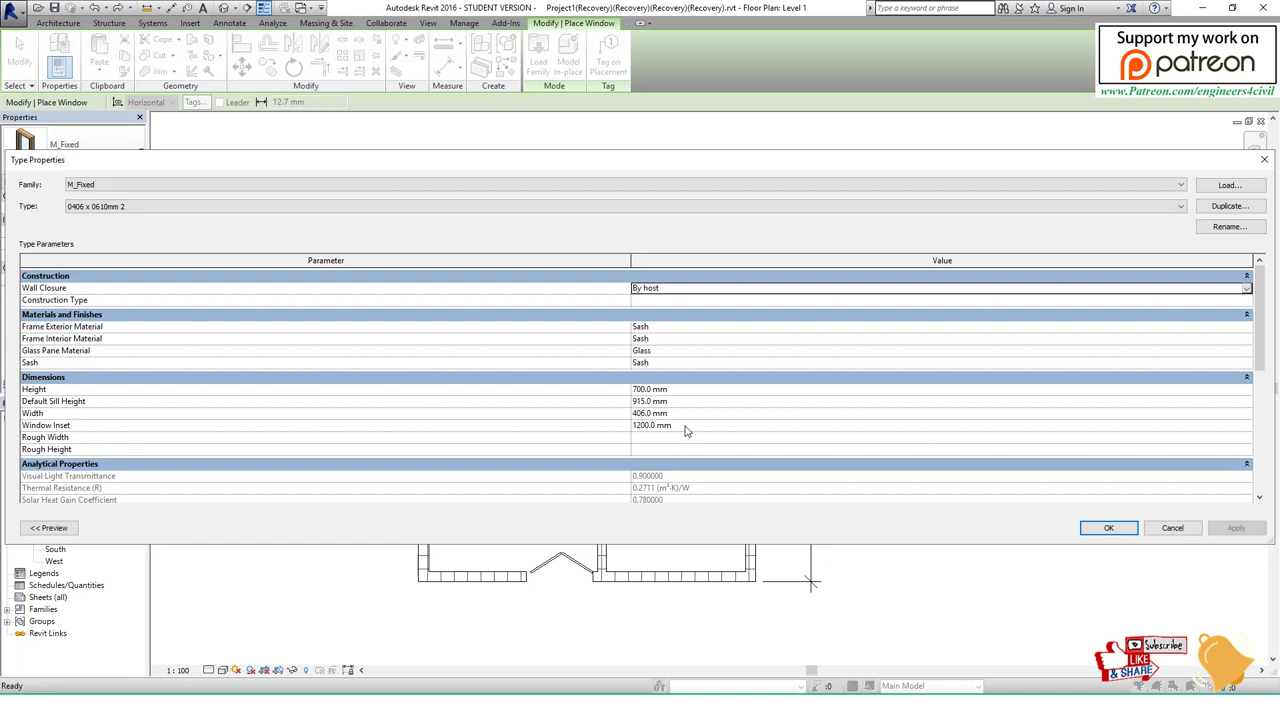 Autodesk Revit 2016 - STUDENT VERSION - Project1(Recovery)(Recovery)(Recovery)(Recovery).rvt - Floor Plan: Level 1
Type a keyword or phrase
Sign In
Architecture Structure Systems Insert Annotate Analyze Massing & Site Collaborate View Manage Add-Ins Modify | Place Window
Support my work on
patreon
www.Patreon.com/engineers4civil
Modify
Paste
Cope
Cut
Join
Load Family
Model In-place
Tag on Placement
Select Properties Clipboard Geometry Modify View Measure Create Mode Tag
Modify | Place Window Horizontal Tags... Leader 12.7 mm
Properties
M_Fixed
Type Properties
Family: M_Fixed Load...
Type: 0406 x 0610mm 2 Duplicate...
Rename...
Type Parameters
Parameter Value
Construction
Wall Closure By host
Construction Type
Materials and Finishes
Frame Exterior Material Sash
Frame Interior Material Sash
Glass Pane Material Glass
Sash Sash
Dimensions
Height 700.0 mm
Default Sill Height 915.0 mm
Width 406.0 mm
Window Inset 1200.0 mm
Rough Width
Rough Height
Analytical Properties
Visual Light Transmittance 0.900000
Thermal Resistance (R) 0.2711 (m²·K)/W
Solar Heat Gain Coefficient 0.780000
<< Preview OK Cancel Apply
South
West
Legends
Schedules/Quantities
Sheets (all)
Families
Groups
Revit Links
Subscribe
LIKE
& SHARE
1 : 100
Ready :0 Main Model :0